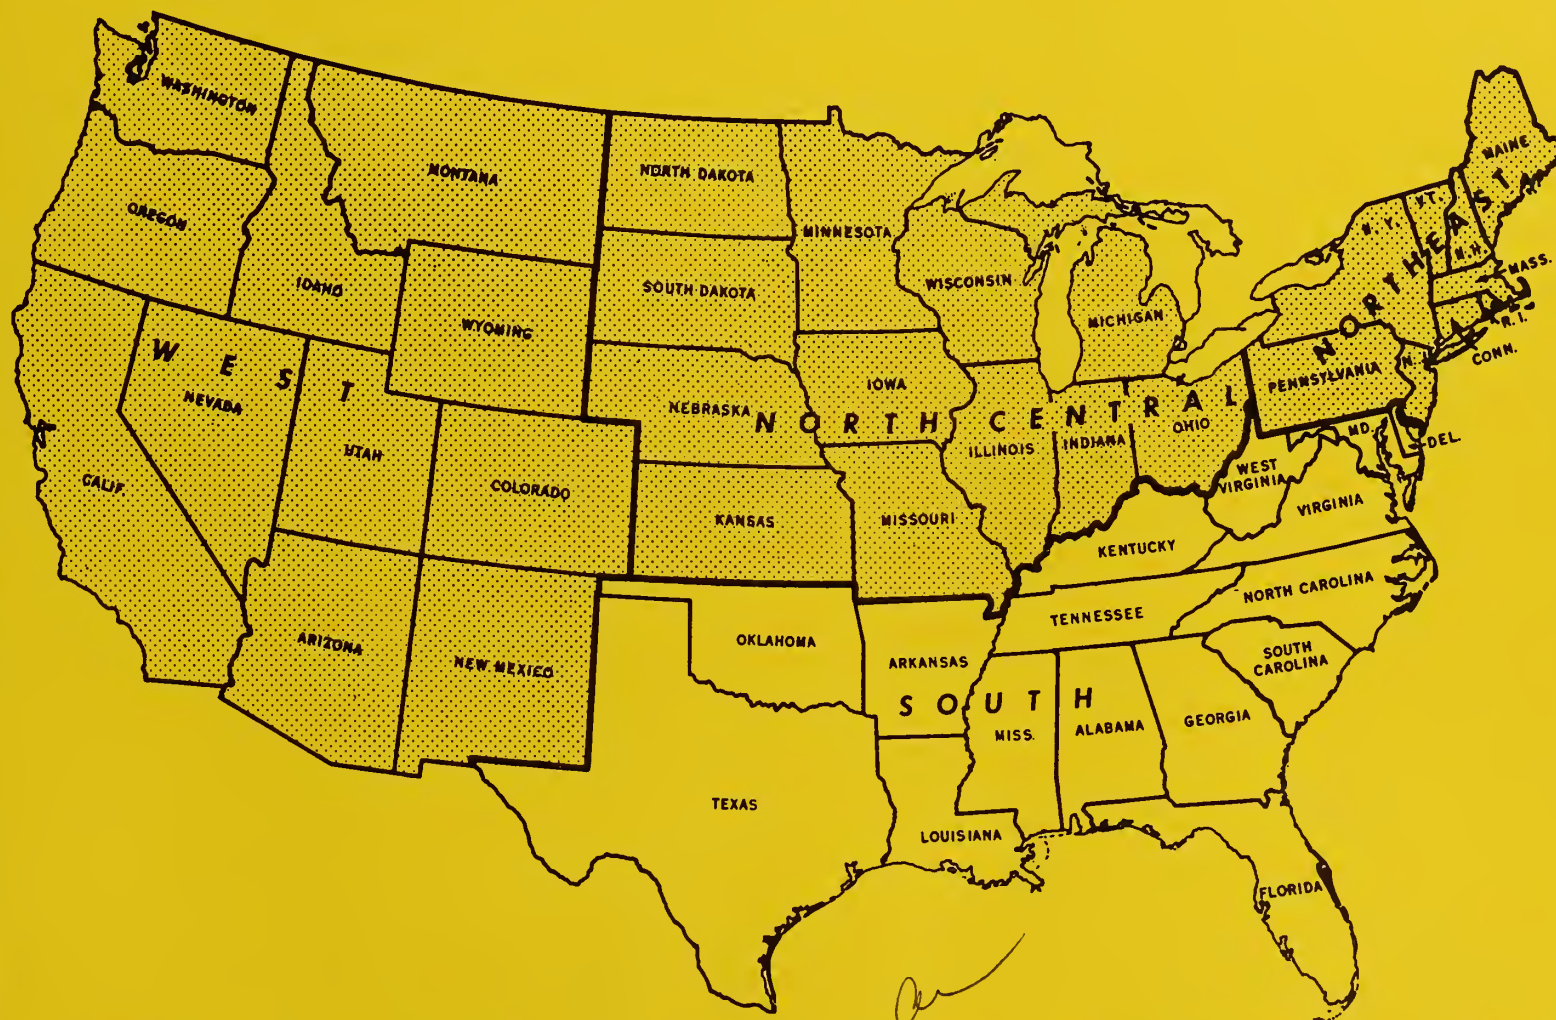 WASHINGTON
OREGON
CALIF.
IDAHO
NEVADA
MONTANA
WYOMING
UTAH
COLORADO
ARIZONA
NEW MEXICO
WEST
NORTH DAKOTA
SOUTH DAKOTA
NEBRASKA
KANSAS
MINNESOTA
IOWA
MISSOURI
WISCONSIN
ILLINOIS
MICHIGAN
INDIANA
OHIO
NORTH CENTRAL
MAINE
VT.
N.H.
N.Y.
MASS.
R.I.
CONN.
N.J.
PENNSYLVANIA
NORTHEAST
MD.
DEL.
WEST
VIRGINIA
VIRGINIA
KENTUCKY
TENNESSEE
NORTH CAROLINA
SOUTH
CAROLINA
OKLAHOMA
ARKANSAS
TEXAS
LOUISIANA
MISS.
ALABAMA
GEORGIA
FLORIDA
SOUTH